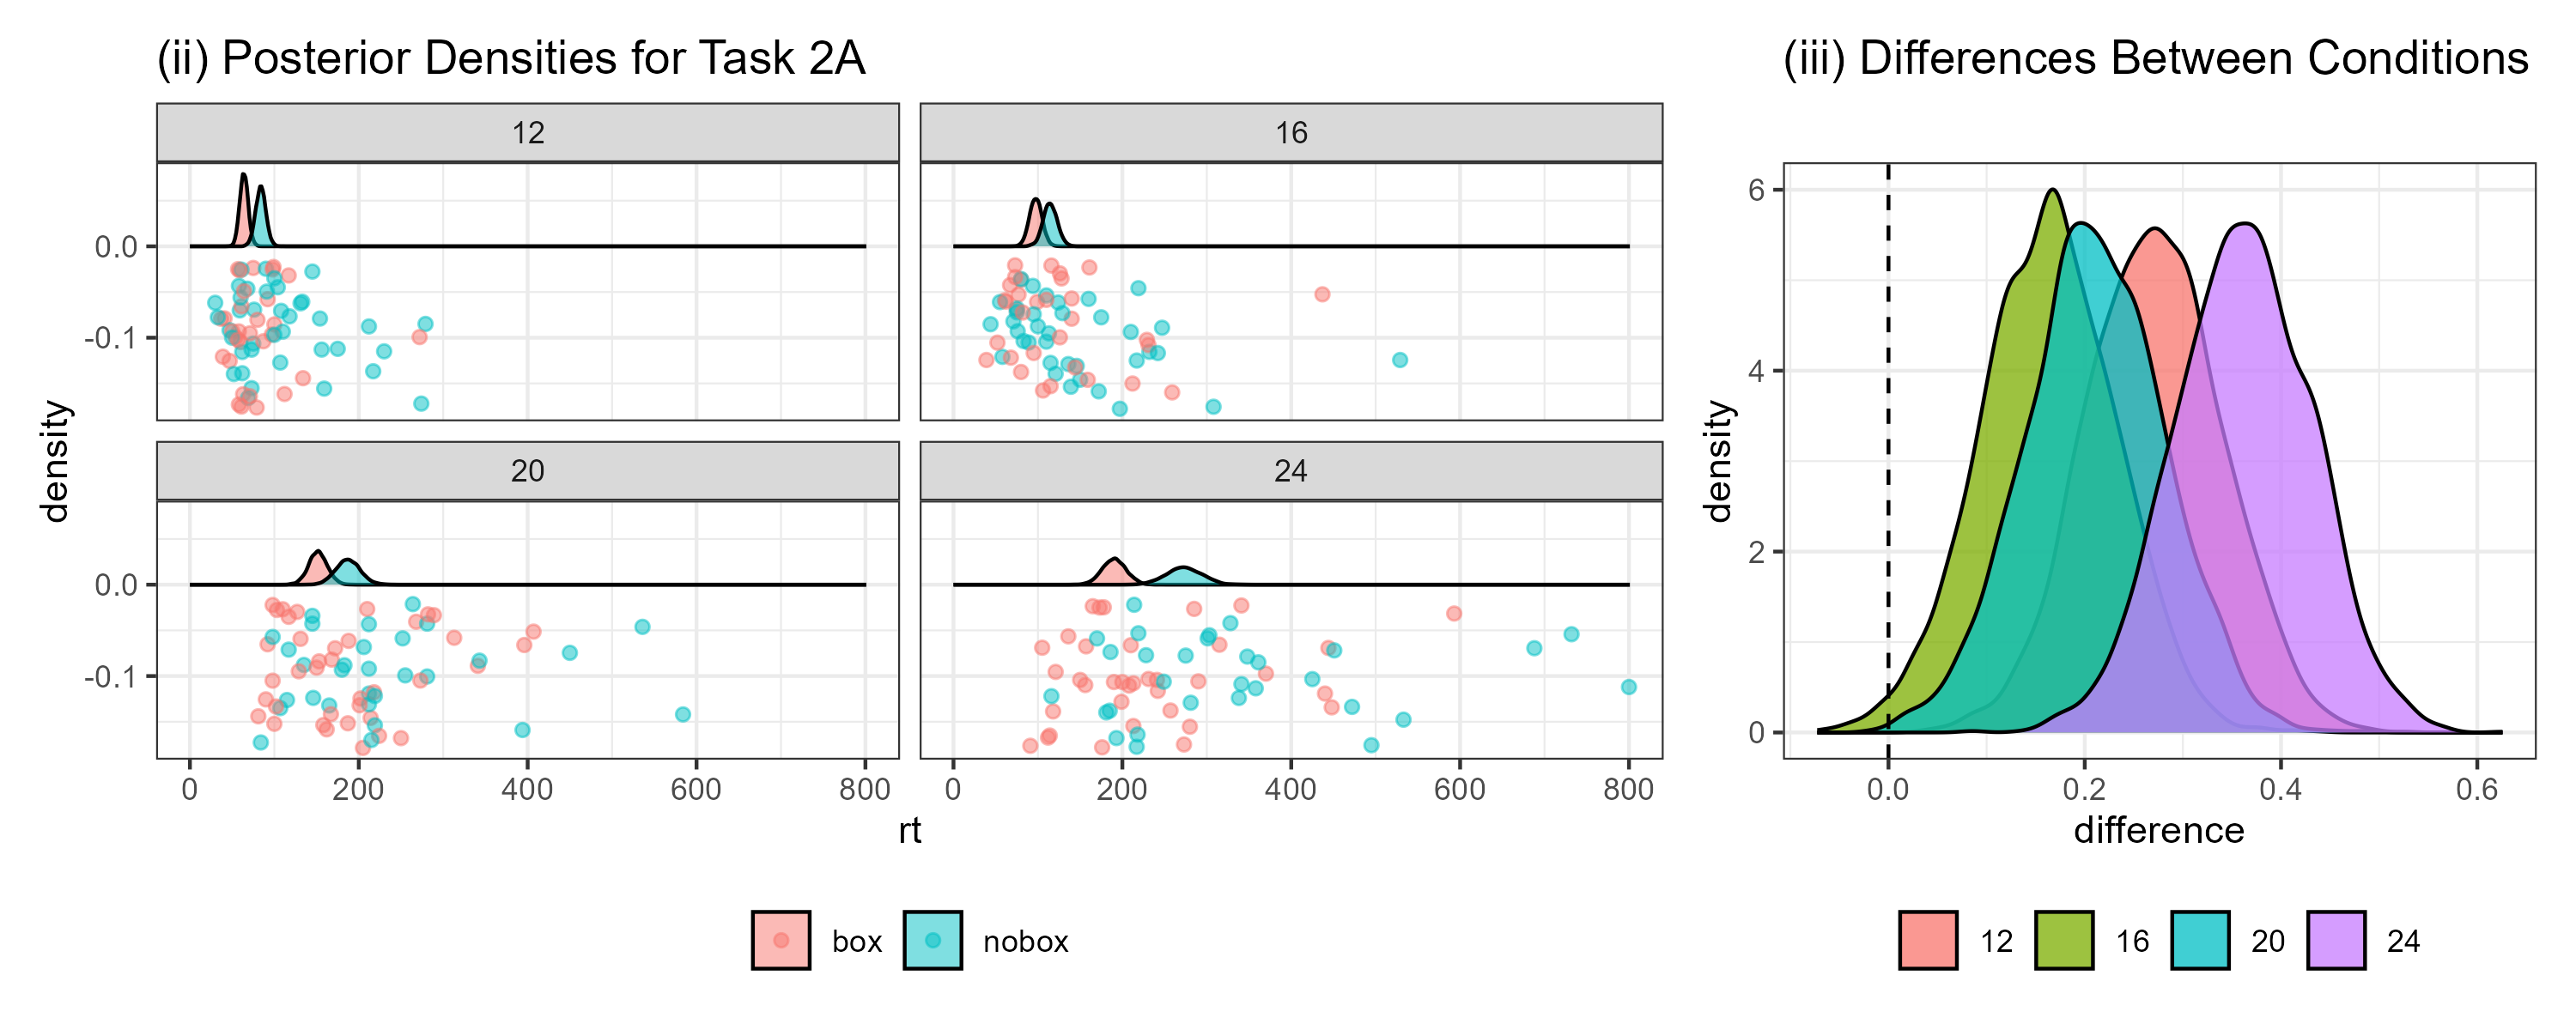 (ii) Posterior Densities for Task 2A
12
16
0.0
-0.1
20
24
0.0
-0.1
density
0 200 400 600 800
0 200 400 600 800
rt
box nobox
(iii) Differences Between Conditions
6
4
2
0
density
0.0 0.2 0.4 0.6
difference
12 16 20 24